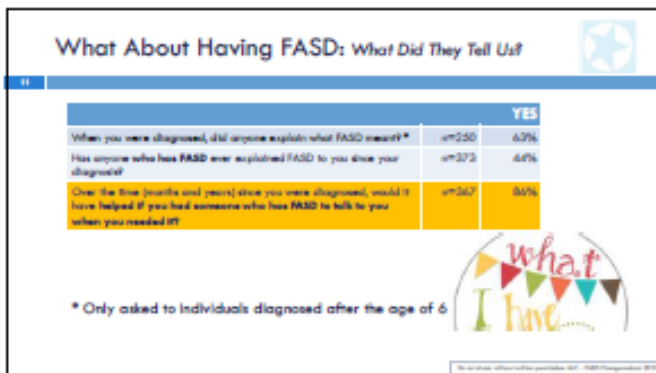 What About Having FASD: What Did They Tell Us?
YES
When you were diagnosed, did anyone explain what FASD meant?* n=250 63%
Has anyone who has FASD ever explained FASD to you since your n=373 44%
diagnosis?
Over the time (months and years) since you were diagnosed, would it n=367 86%
have helped if you had someone who has FASD to talk to you
when you needed it?
what
I have
* Only asked to individuals diagnosed after the age of 6